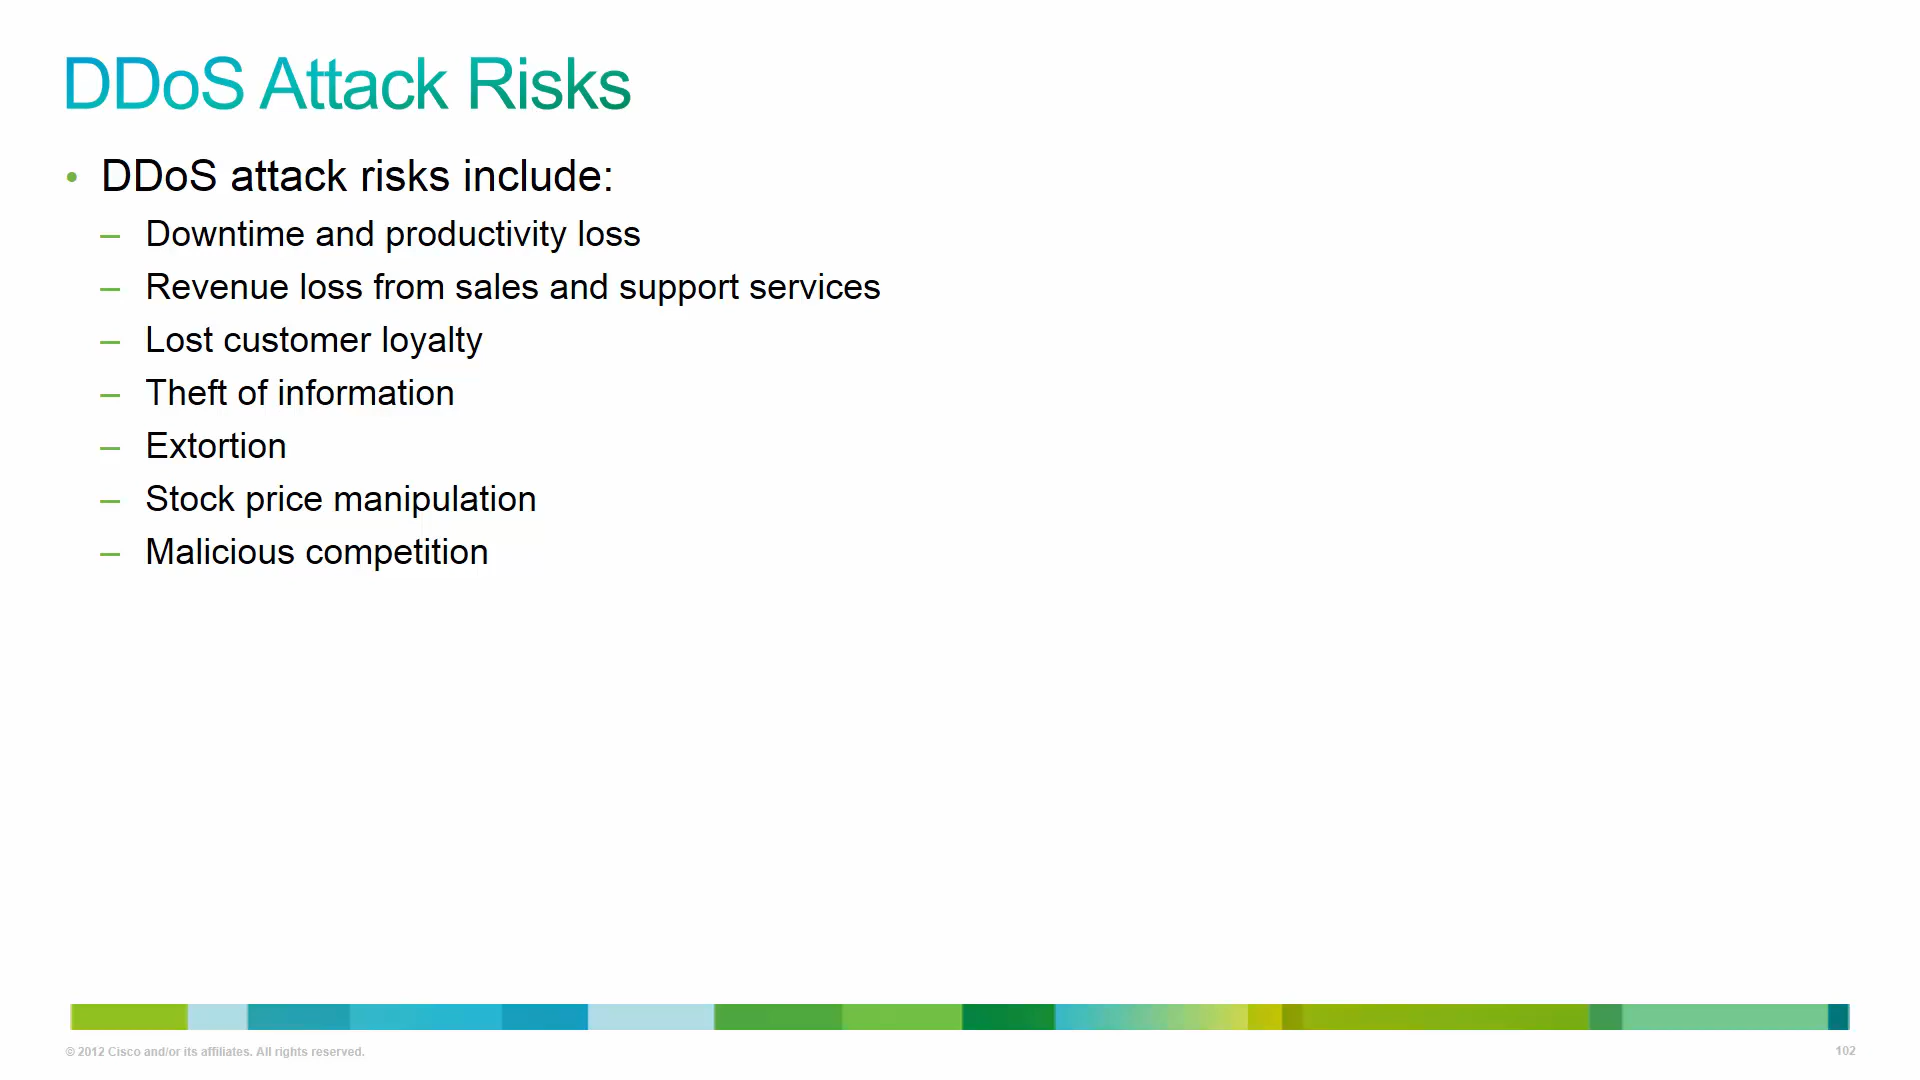 DDoS Attack Risks
• DDoS attack risks include:
– Downtime and productivity loss
– Revenue loss from sales and support services
– Lost customer loyalty
– Theft of information
– Extortion
– Stock price manipulation
– Malicious competition
© 2012 Cisco and/or its affiliates. All rights reserved.
102